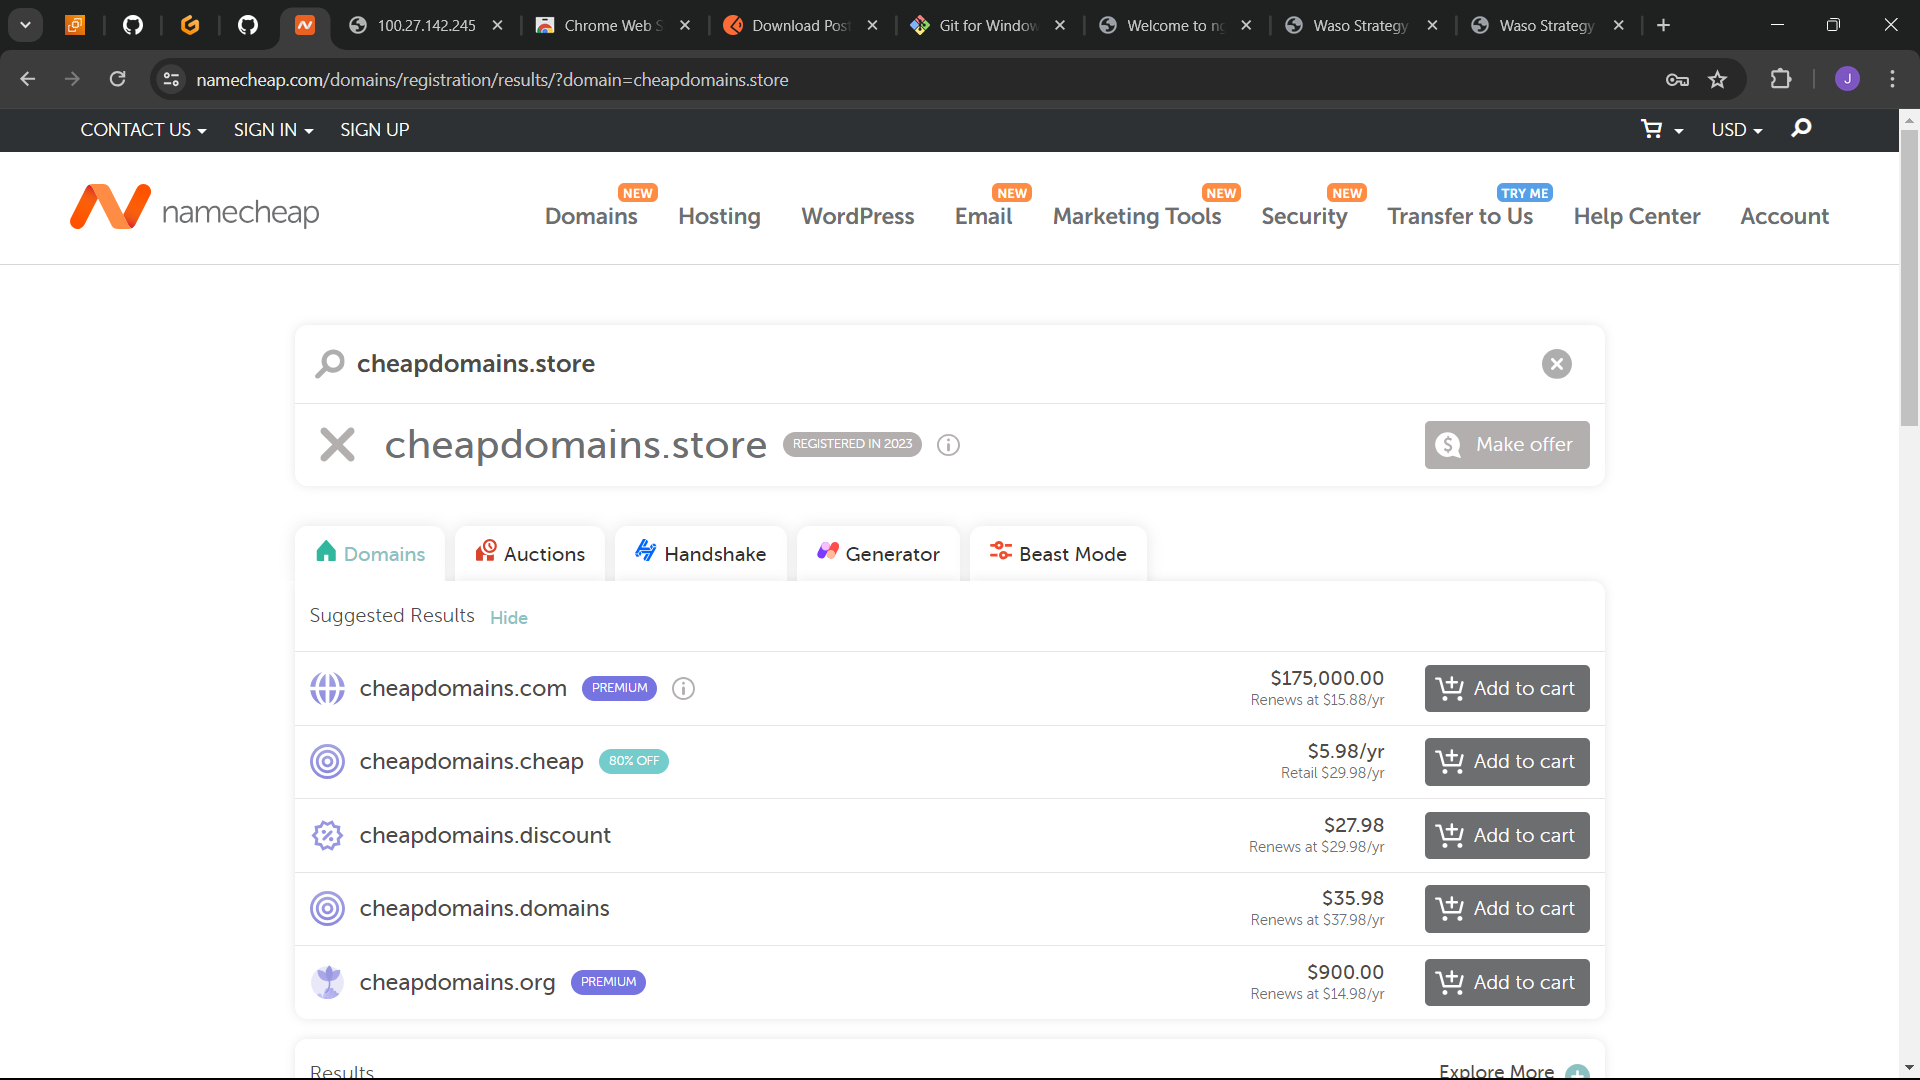 100.27.142.245
Chrome Web S
Download Post
Git for Window
Welcome to ng
Waso Strategy
Waso Strategy
namecheap.com/domains/registration/results/?domain=cheapdomains.store
J
CONTACT US
SIGN IN
SIGN UP
USD
namecheap
Domains NEW
Hosting
WordPress
Email NEW
Marketing Tools NEW
Security NEW
Transfer to Us TRY ME
Help Center
Account
cheapdomains.store
cheapdomains.store REGISTERED IN 2023
Make offer
Domains
Auctions
Handshake
Generator
Beast Mode
Suggested Results Hide
cheapdomains.com PREMIUM
$175,000.00
Renews at $15.88/yr
Add to cart
cheapdomains.cheap 80% OFF
$5.98/yr
Retail $29.98/yr
Add to cart
cheapdomains.discount
$27.98
Renews at $29.98/yr
Add to cart
cheapdomains.domains
$35.98
Renews at $37.98/yr
Add to cart
cheapdomains.org PREMIUM
$900.00
Renews at $14.98/yr
Add to cart
Results
Explore More